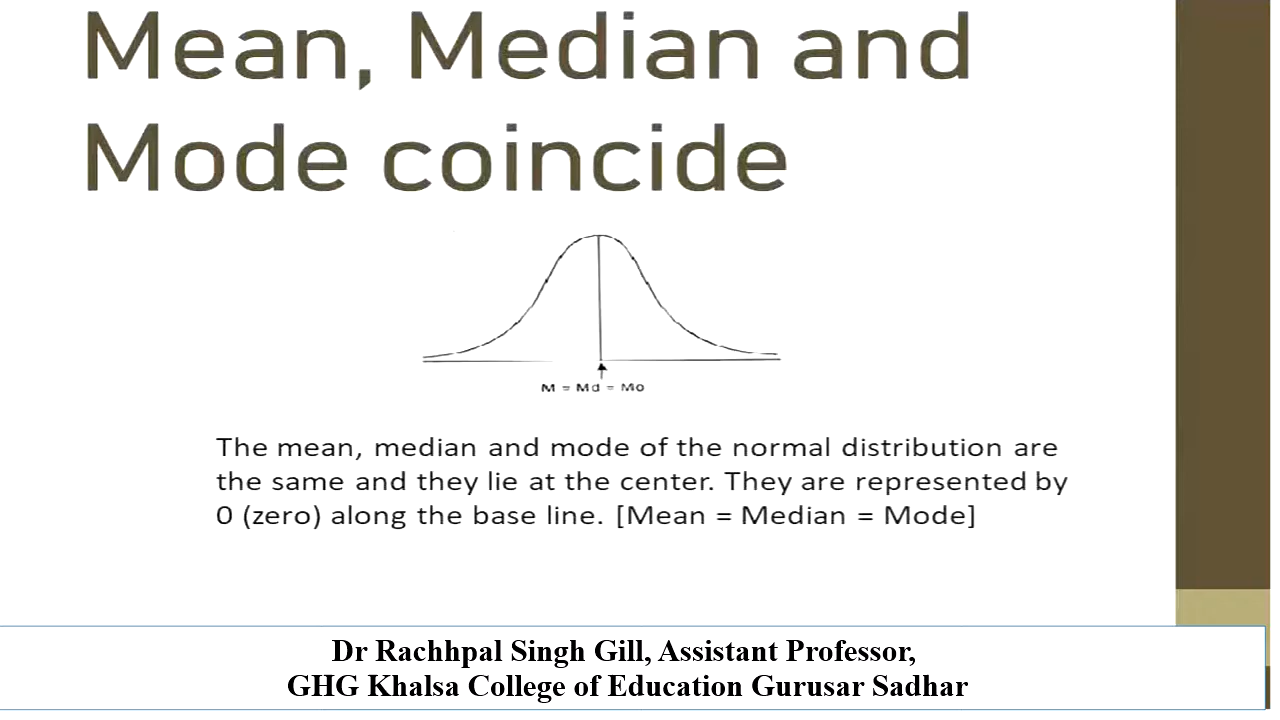 Mean, Median and
Mode coincide
M = Md = Mo
The mean, median and mode of the normal distribution are
the same and they lie at the center. They are represented by
0 (zero) along the base line. [Mean = Median = Mode]
Dr Rachhpal Singh Gill, Assistant Professor,
GHG Khalsa College of Education Gurusar Sadhar